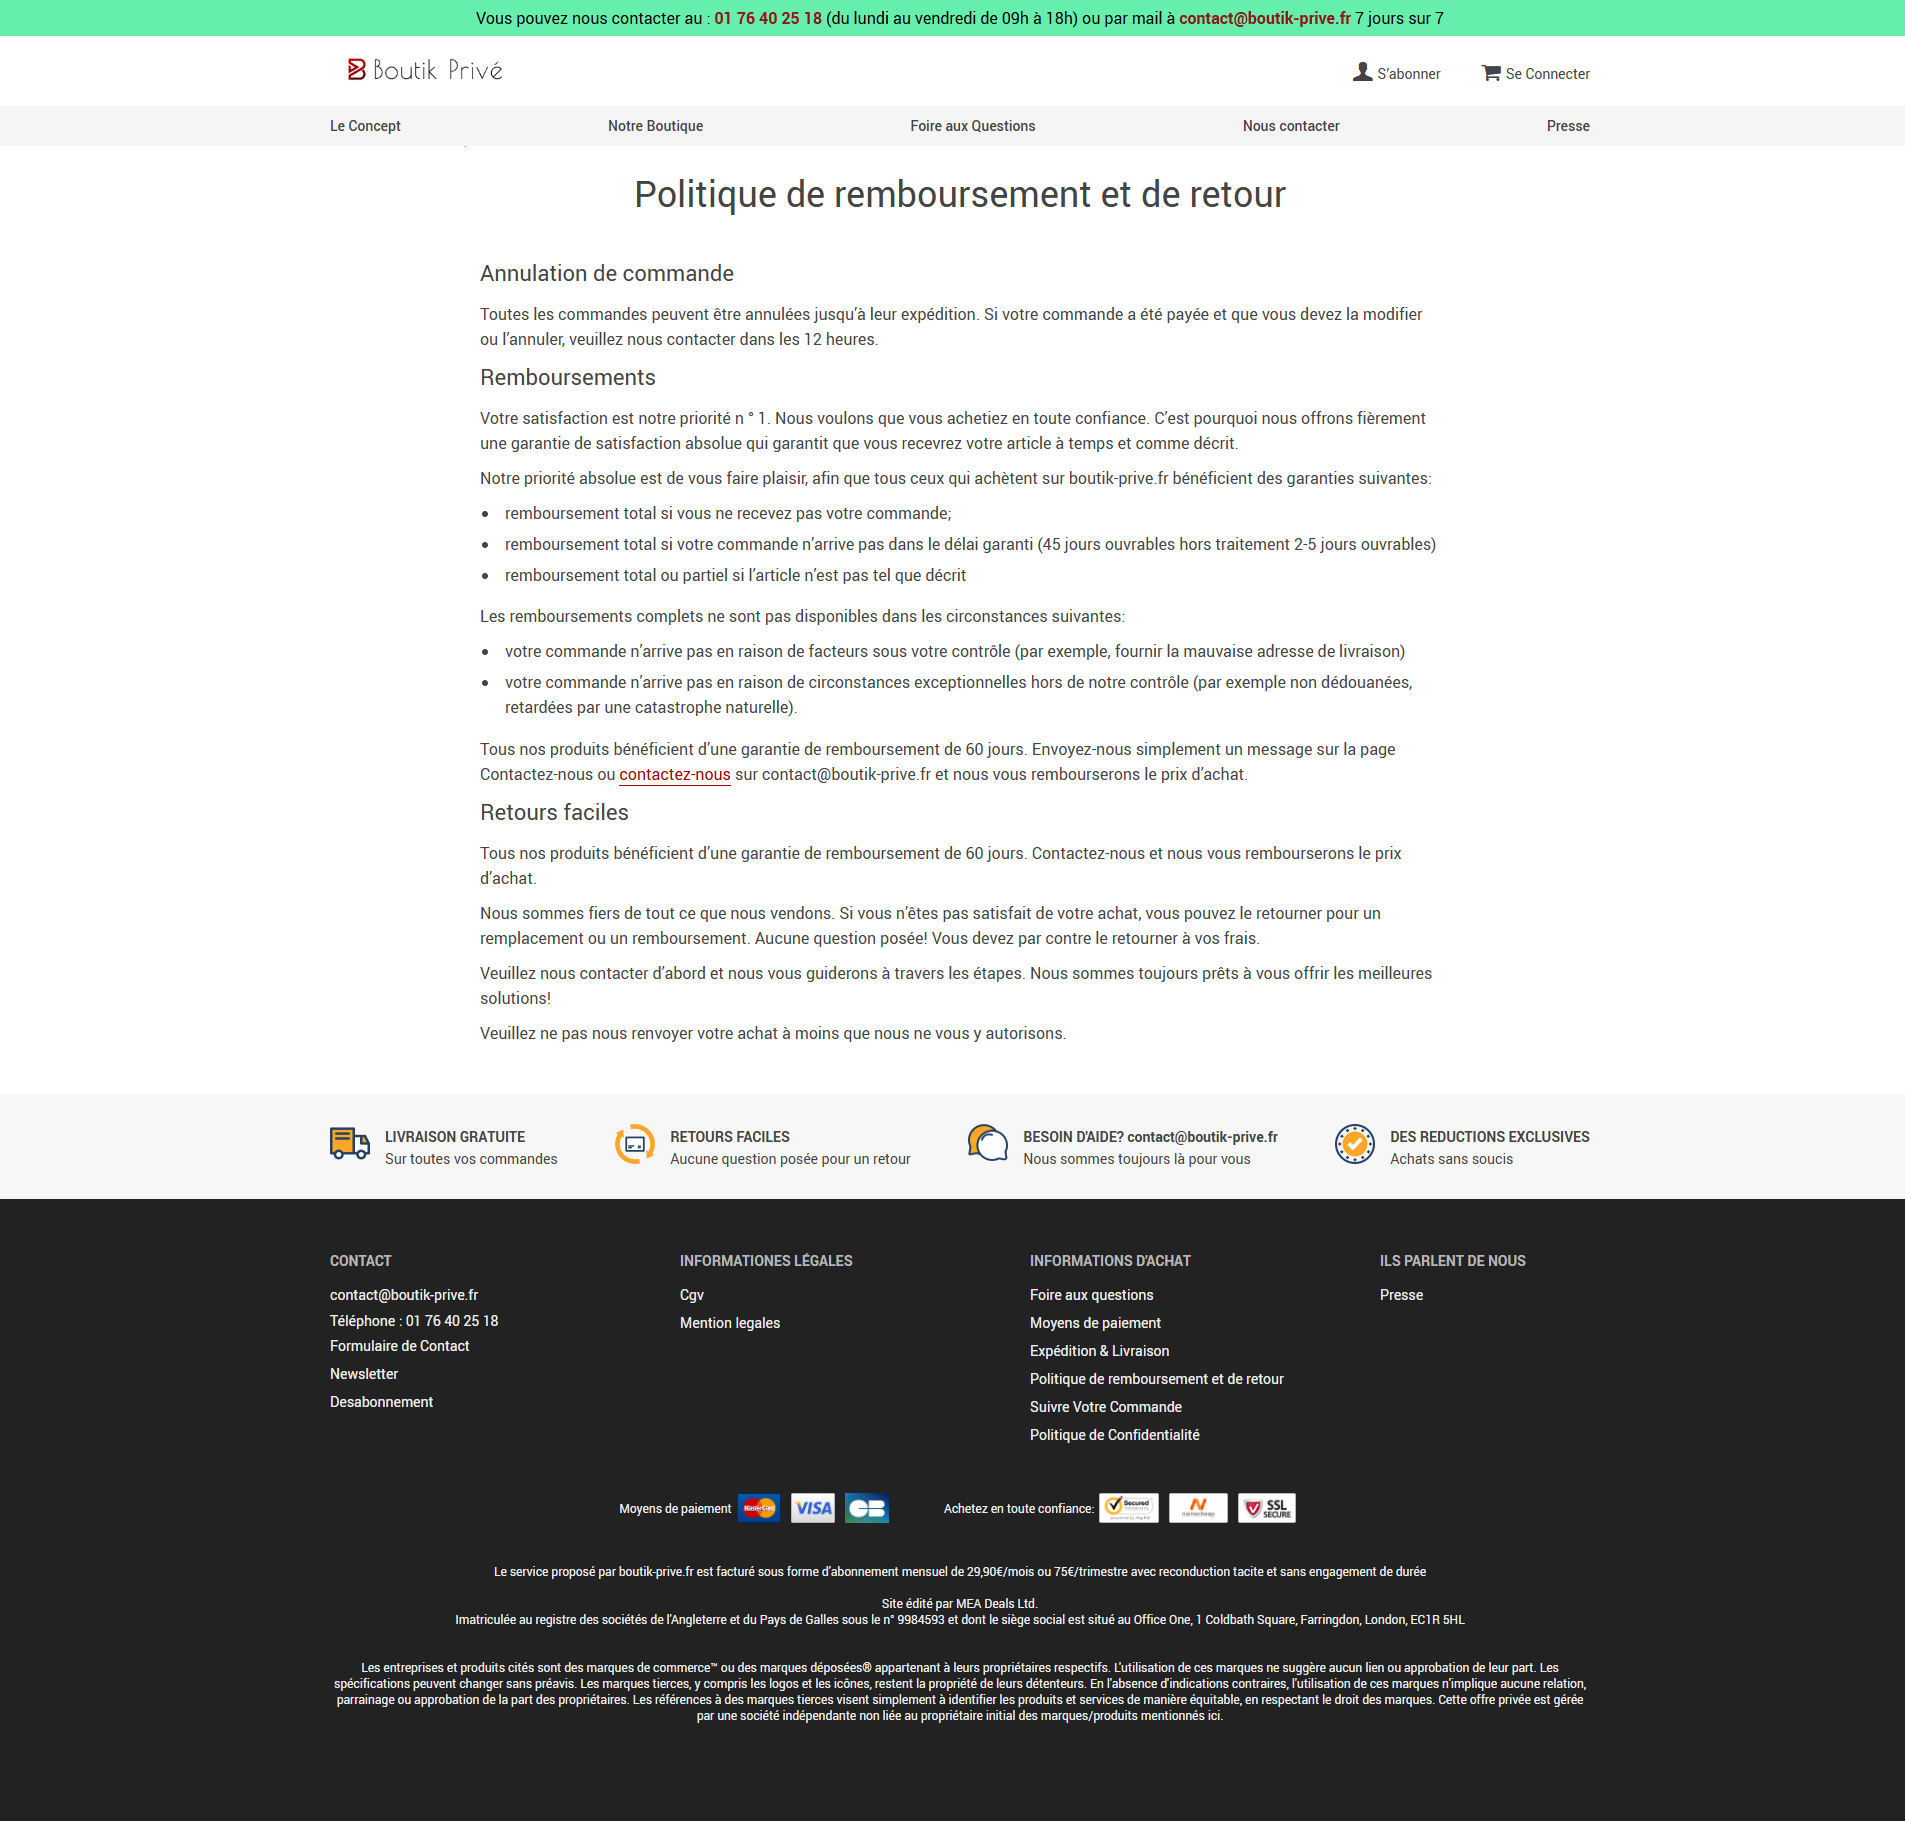 Vous pouvez nous contacter au : 01 76 40 25 18 (du lundi au vendredi de 09h à 18h) ou par mail à contact@boutik-prive.fr 7 jours sur 7
Boutik Privé
S'abonner
Se Connecter
Le Concept
Notre Boutique
Foire aux Questions
Nous contacter
Presse
Politique de remboursement et de retour
Annulation de commande
Toutes les commandes peuvent être annulées jusqu’à leur expédition. Si votre commande a été payée et que vous devez la modifier
ou l’annuler, veuillez nous contacter dans les 12 heures.
Remboursements
Votre satisfaction est notre priorité n ° 1. Nous voulons que vous achetiez en toute confiance. C’est pourquoi nous offrons fièrement
une garantie de satisfaction absolue qui garantit que vous recevrez votre article à temps et comme décrit.
Notre priorité absolue est de vous faire plaisir, afin que tous ceux qui achètent sur boutik-prive.fr bénéficient des garanties suivantes:
• remboursement total si vous ne recevez pas votre commande;
• remboursement total si votre commande n’arrive pas dans le délai garanti (45 jours ouvrables hors traitement 2-5 jours ouvrables)
• remboursement total ou partiel si l’article n’est pas tel que décrit
Les remboursements complets ne sont pas disponibles dans les circonstances suivantes:
• votre commande n’arrive pas en raison de facteurs sous votre contrôle (par exemple, fournir la mauvaise adresse de livraison)
• votre commande n’arrive pas en raison de circonstances exceptionnelles hors de notre contrôle (par exemple non dédouanées,
retardées par une catastrophe naturelle).
Tous nos produits bénéficient d’une garantie de remboursement de 60 jours. Envoyez-nous simplement un message sur la page
Contactez-nous ou contactez-nous sur contact@boutik-prive.fr et nous vous rembourserons le prix d’achat.
Retours faciles
Tous nos produits bénéficient d’une garantie de remboursement de 60 jours. Contactez-nous et nous vous rembourserons le prix
d’achat.
Nous sommes fiers de tout ce que nous vendons. Si vous n’êtes pas satisfait de votre achat, vous pouvez le retourner pour un
remplacement ou un remboursement. Aucune question posée! Vous devez par contre le retourner à vos frais.
Veuillez nous contacter d’abord et nous vous guiderons à travers les étapes. Nous sommes toujours prêts à vous offrir les meilleures
solutions!
Veuillez ne pas nous renvoyer votre achat à moins que nous ne vous y autorisons.
LIVRAISON GRATUITE
Sur toutes vos commandes
RETOURS FACILES
Aucune question posée pour un retour
BESOIN D'AIDE? contact@boutik-prive.fr
Nous sommes toujours là pour vous
DES REDUCTIONS EXCLUSIVES
Achats sans soucis
CONTACT
contact@boutik-prive.fr
Téléphone : 01 76 40 25 18
Formulaire de Contact
Newsletter
Desabonnement
INFORMATIONES LÉGALES
Cgv
Mention legales
INFORMATIONS D'ACHAT
Foire aux questions
Moyens de paiement
Expédition & Livraison
Politique de remboursement et de retour
Suivre Votre Commande
Politique de Confidentialité
ILS PARLENT DE NOUS
Presse
Moyens de paiement
MasterCard
VISA
CB
Achetez en toute confiance:
Secured
PAYMENTS
namecheap
SSL
SECURE
Le service proposé par boutik-prive.fr est facturé sous forme d'abonnement mensuel de 29,90€/mois ou 75€/trimestre avec reconduction tacite et sans engagement de durée
Site édité par MEA Deals Ltd.
Imatriculée au registre des sociétés de l'Angleterre et du Pays de Galles sous le n° 9984593 et dont le siège social est situé au Office One, 1 Coldbath Square, Farringdon, London, EC1R 5HL
Les entreprises et produits cités sont des marques de commerce™ ou des marques déposées® appartenant à leurs propriétaires respectifs. L'utilisation de ces marques ne suggère aucun lien ou approbation de leur part. Les
spécifications peuvent changer sans préavis. Les marques tierces, y compris les logos et les icônes, restent la propriété de leurs détenteurs. En l'absence d'indications contraires, l'utilisation de ces marques n'implique aucune relation,
parrainage ou approbation de la part des propriétaires. Les références à des marques tierces visent simplement à identifier les produits et services de manière équitable, en respectant le droit des marques. Cette offre privée est gérée
par une société indépendante non liée au propriétaire initial des marques/produits mentionnés ici.